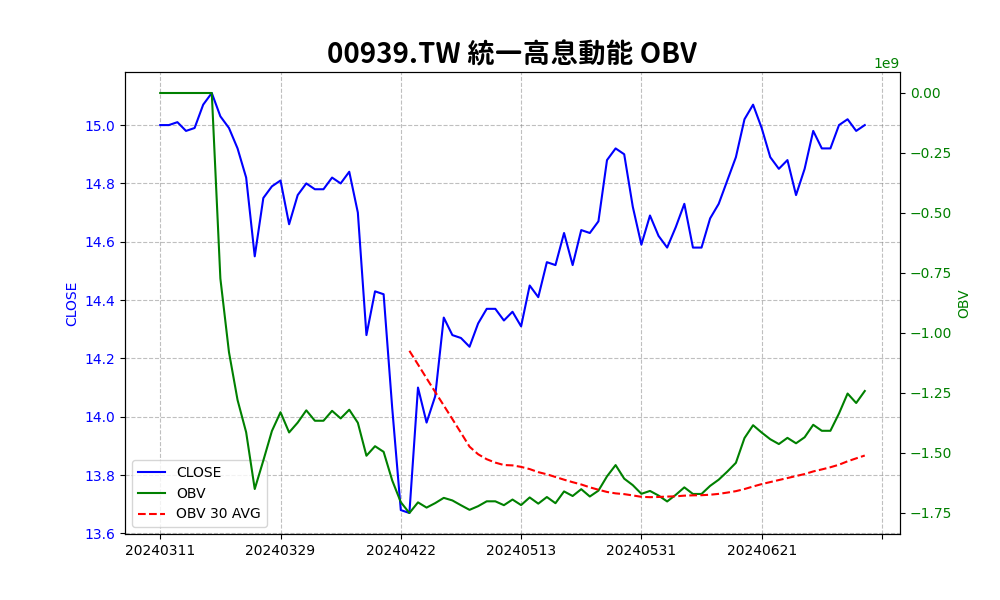 00939.TW 統一高息動能 OBV
1e9
15.0
14.8
14.6
14.4
14.2
14.0
13.8
13.6
CLOSE
0.00
−0.25
−0.50
−0.75
−1.00
−1.25
−1.50
−1.75
OBV
CLOSE
OBV
OBV 30 AVG
20240311 20240329 20240422 20240513 20240531 20240621